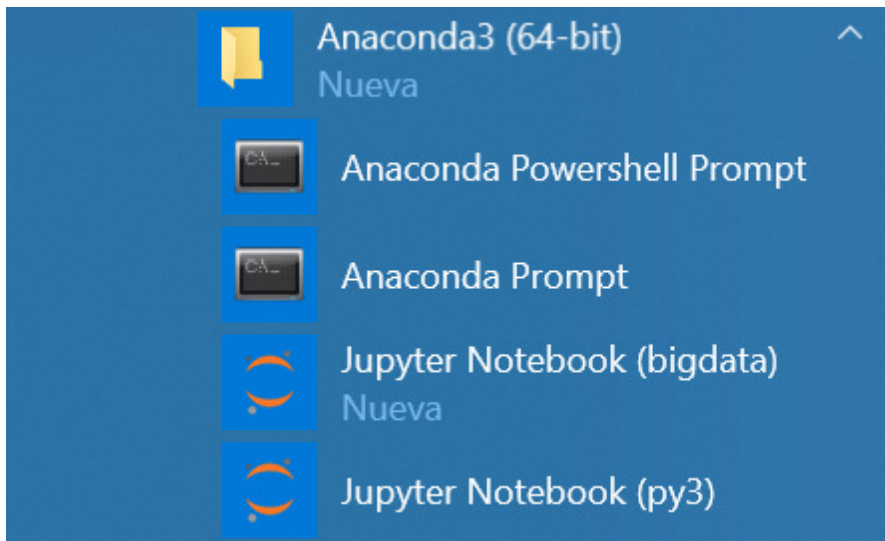 Anaconda3 (64-bit)
Nueva
Anaconda Powershell Prompt
Anaconda Prompt
Jupyter Notebook (bigdata)
Nueva
Jupyter Notebook (py3)